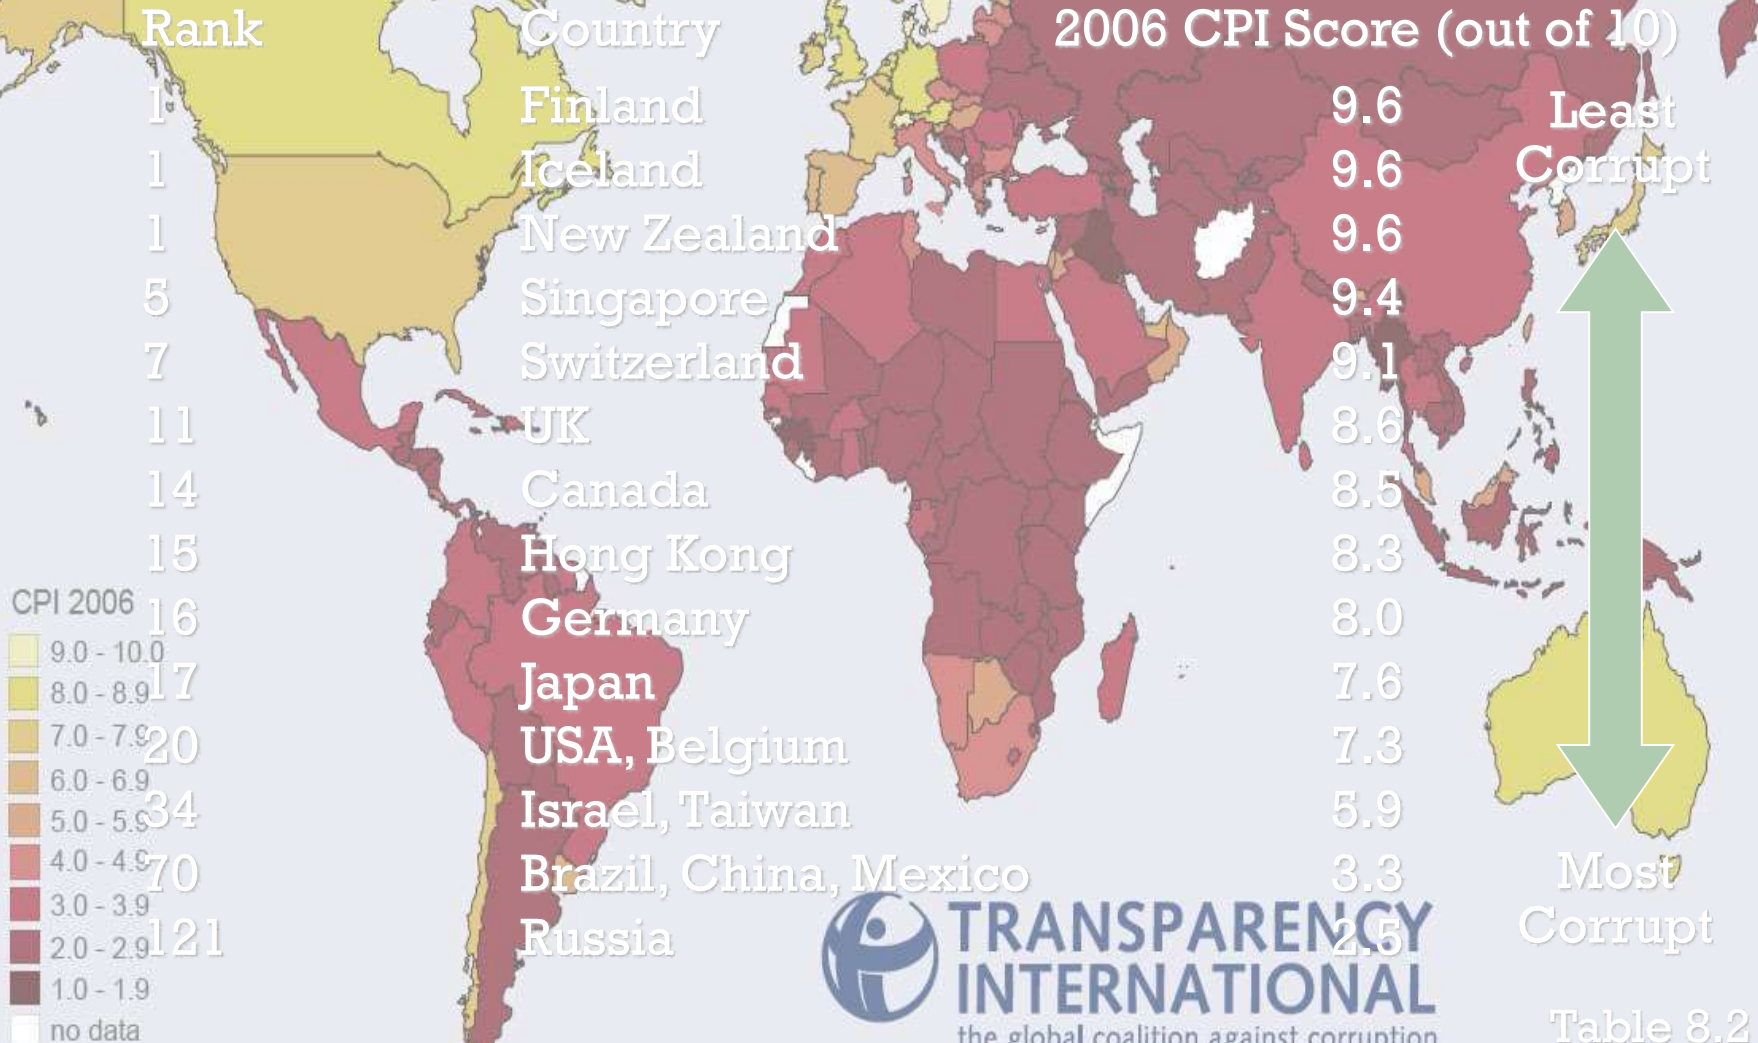 Rank Country 2006 CPI Score (out of 10)
1 Finland 9.6
1 Iceland 9.6
1 New Zealand 9.6
5 Singapore 9.4
7 Switzerland 9.1
11 UK 8.6
14 Canada 8.5
15 Hong Kong 8.3
16 Germany 8.0
17 Japan 7.6
20 USA, Belgium 7.3
34 Israel, Taiwan 5.9
70 Brazil, China, Mexico 3.3
121 Russia 2.5
Least
Corrupt
Most
Corrupt
CPI 2006
9.0 - 10.0
8.0 - 8.9
7.0 - 7.9
6.0 - 6.9
5.0 - 5.9
4.0 - 4.9
3.0 - 3.9
2.0 - 2.9
1.0 - 1.9
no data
TRANSPARENCY
INTERNATIONAL
the global coalition against corruption
Table 8.2